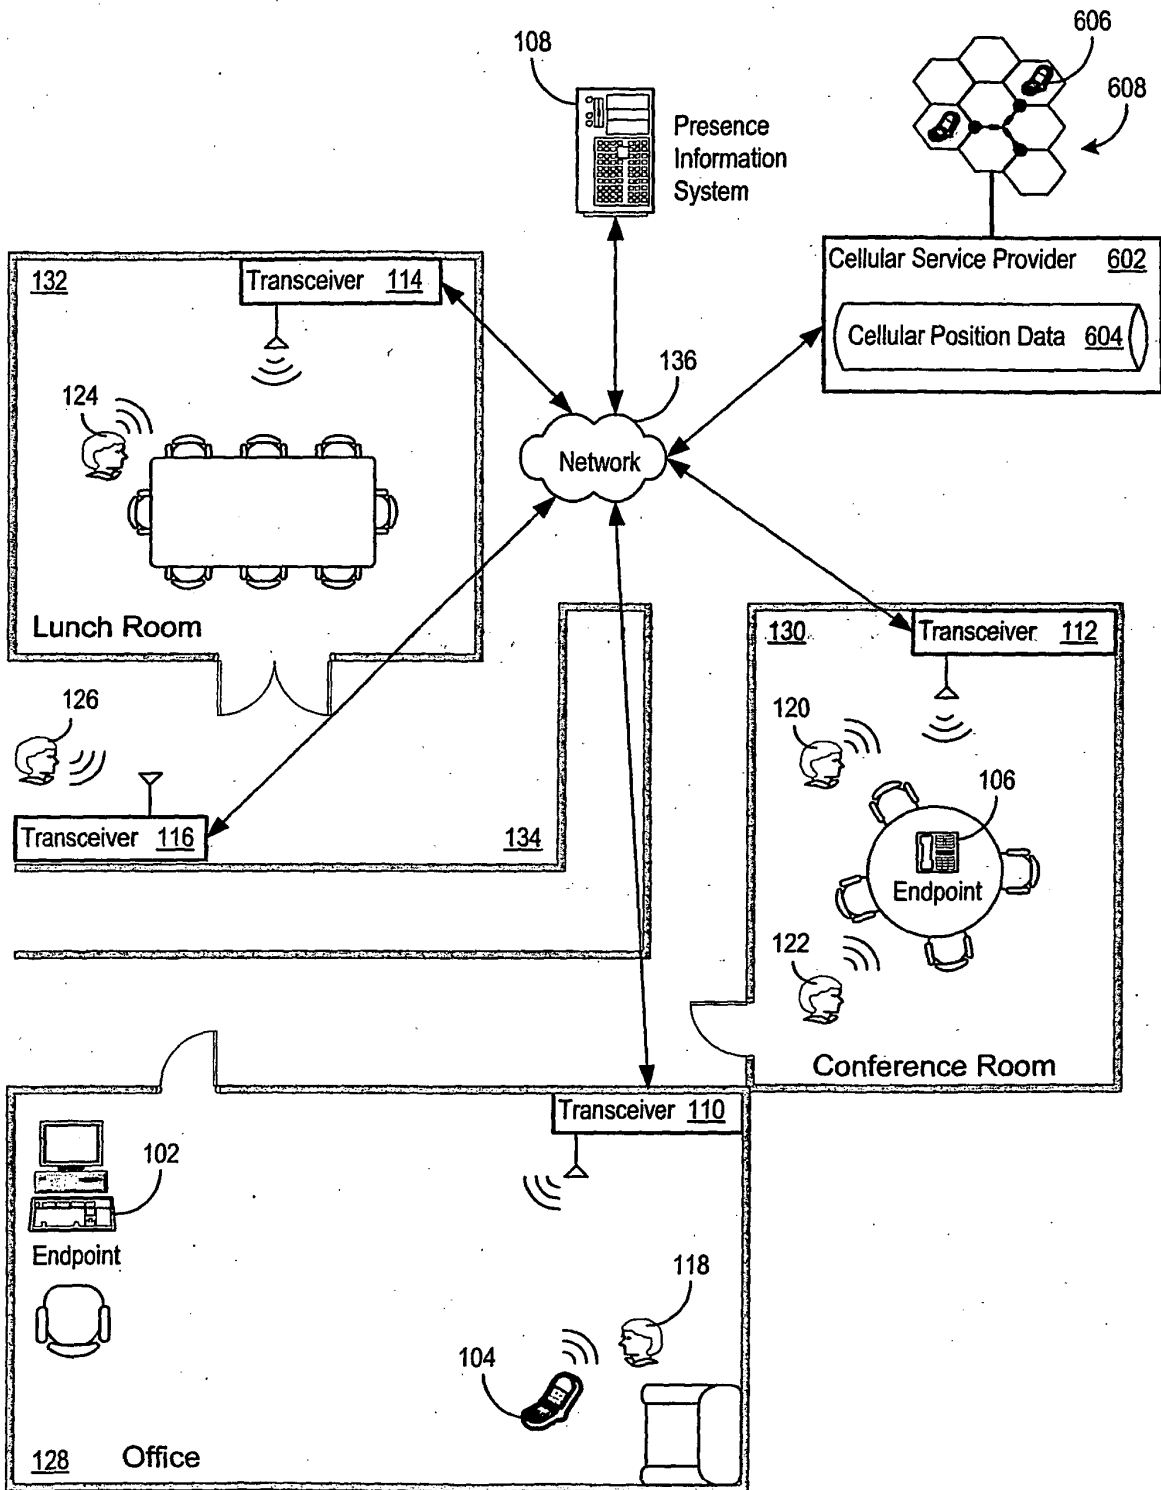 108
606
608
Presence
Information
System
Cellular Service Provider 602
Cellular Position Data 604
132
Transceiver 114
136
124
Network
Lunch Room
130
Transceiver 112
126
120
106
Transceiver 116
134
Endpoint
122
Conference Room
Transceiver 110
102
Endpoint
118
104
128
Office